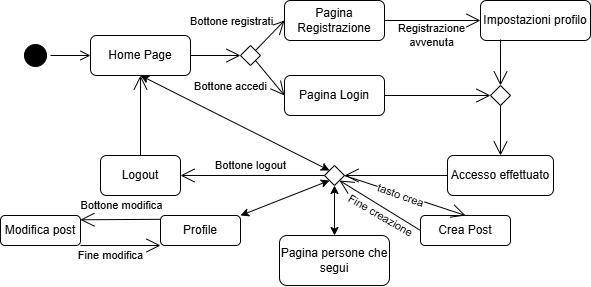 Bottone registrati
Pagina
Registrazione
Registrazione
avvenuta
Impostazioni profilo
Home Page
Bottone accedi
Pagina Login
Logout
Bottone logout
Accesso effettuato
tasto crea
Fine creazione
Bottone modifica
Modifica post
Fine modifica
Profile
Pagina persone che
segui
Crea Post